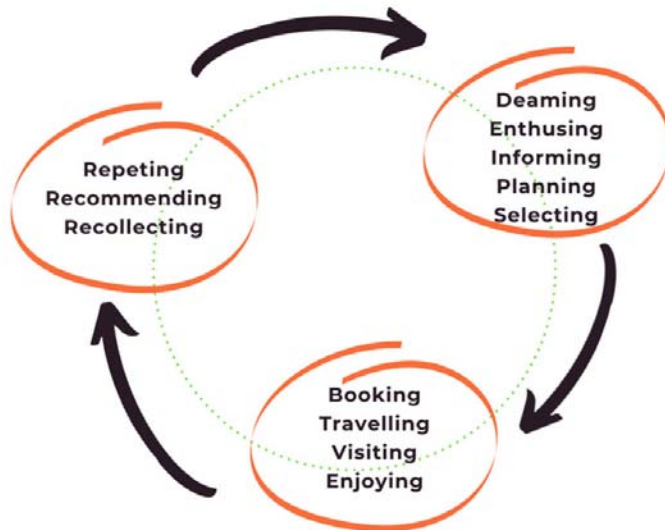 Deaming
Enthusing
Informing
Planning
Selecting
Repeting
Recommending
Recollecting
Booking
Travelling
Visiting
Enjoying